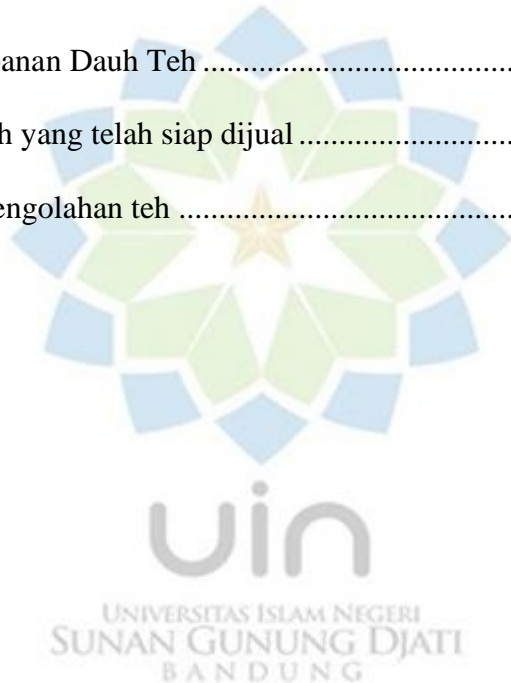 anan Dauh Teh ........................................
h yang telah siap dijual ............................
engolahan teh ........................................
uin
UNIVERSITAS ISLAM NEGERI
SUNAN GUNUNG DJATI
BANDUNG